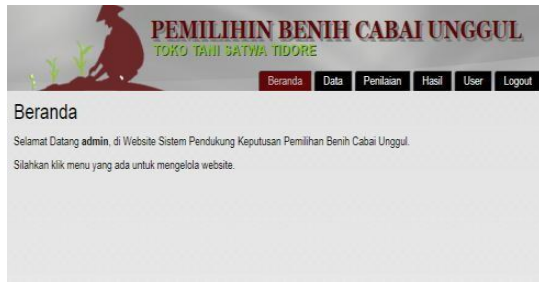 PEMILIHIN BENIH CABAI UNGGUL
TOKO TANI SATWA TIDORE
Beranda Data Penilaian Hasil User Logout
Beranda
Selamat Datang admin, di Website Sistem Pendukung Keputusan Pemilihan Benih Cabai Unggul.
Silahkan klik menu yang ada untuk mengelola website.